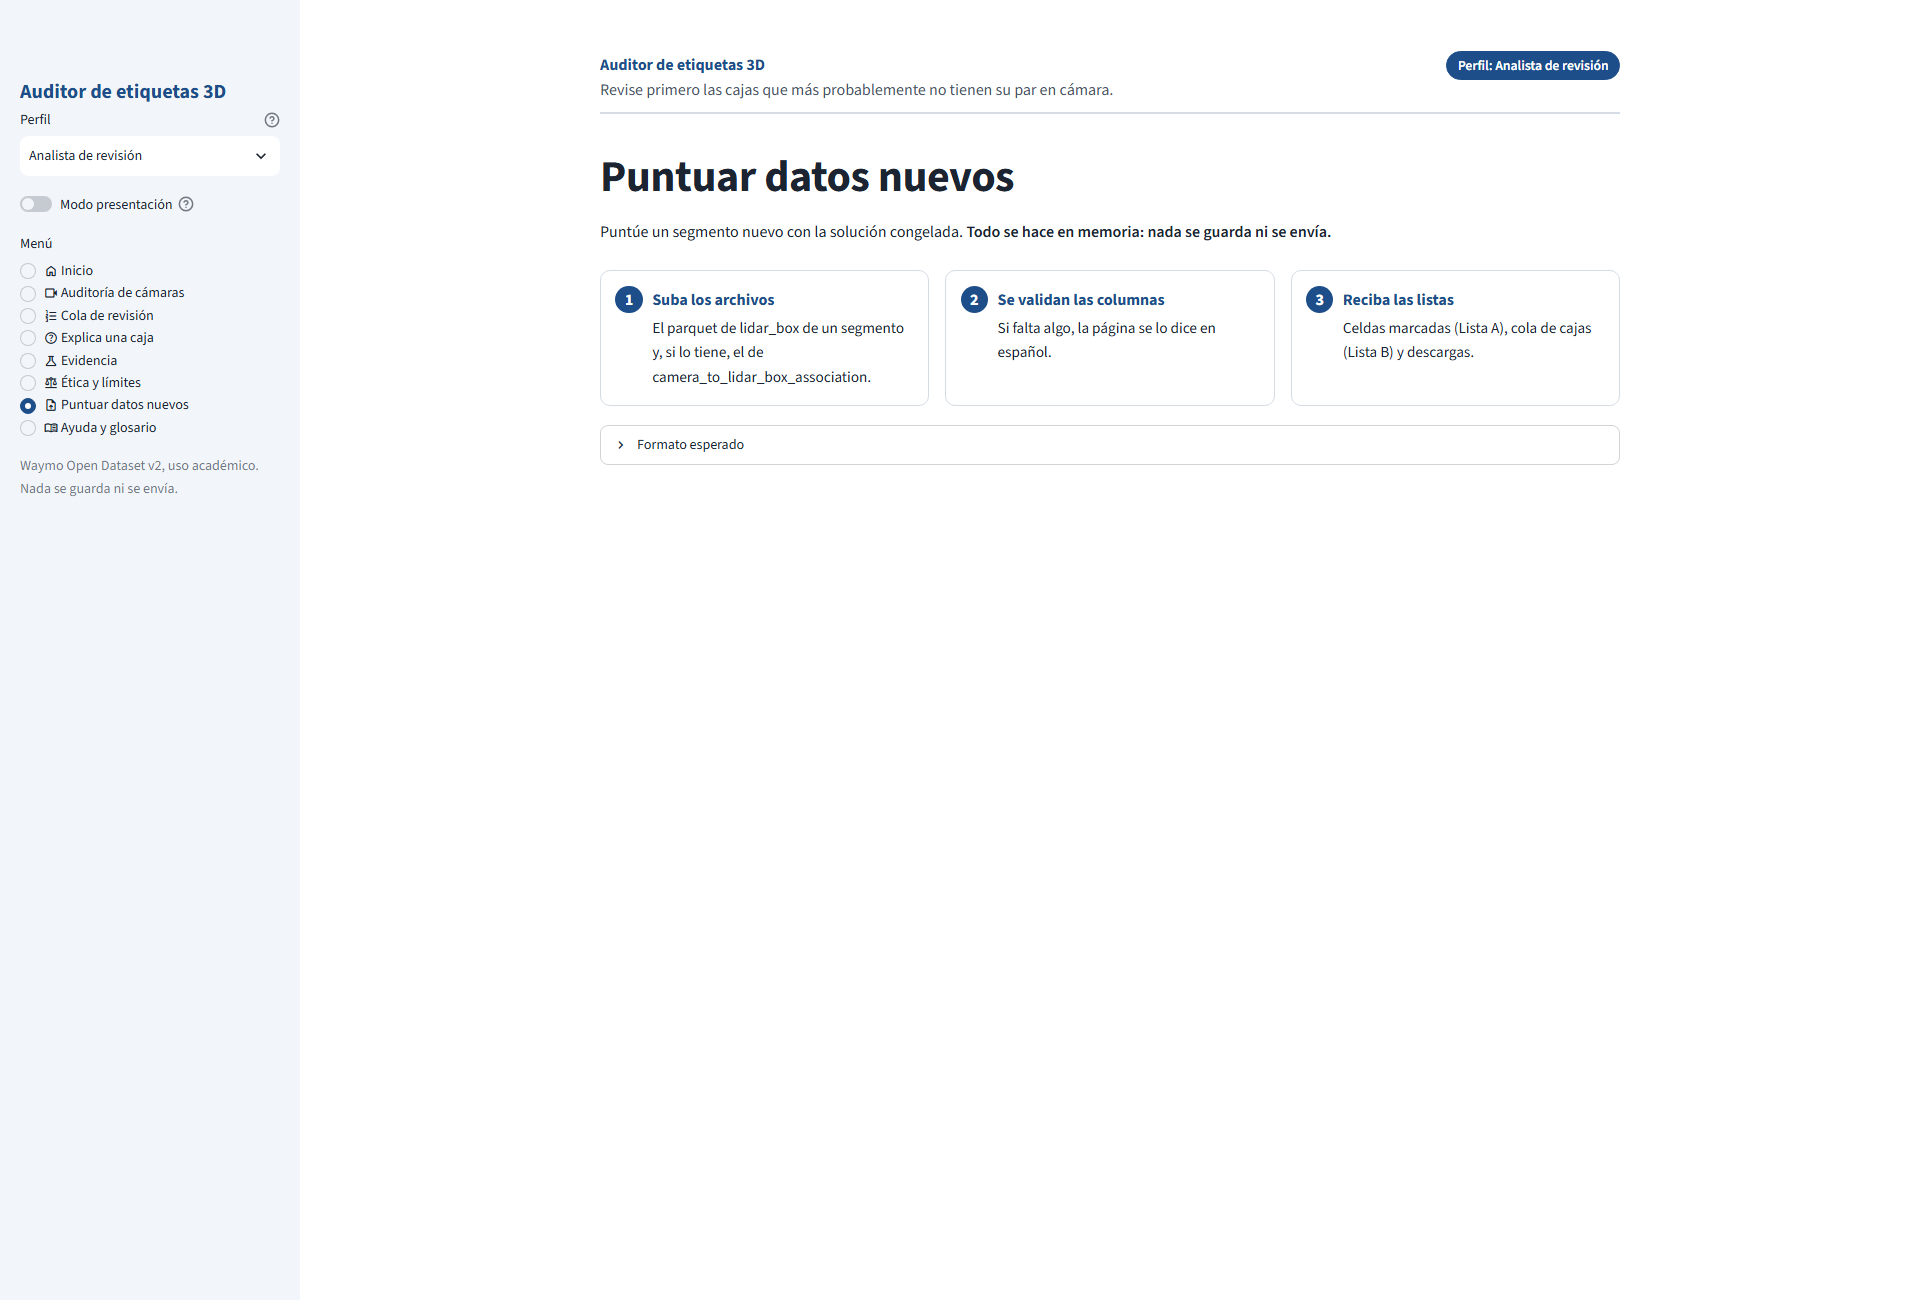 Auditor de etiquetas 3D
Perfil
Analista de revisión
Modo presentación
Menú
Inicio
Auditoría de cámaras
Cola de revisión
Explica una caja
Evidencia
Ética y límites
Puntuar datos nuevos
Ayuda y glosario
Waymo Open Dataset v2, uso académico.
Nada se guarda ni se envía.
Auditor de etiquetas 3D
Perfil: Analista de revisión
Revise primero las cajas que más probablemente no tienen su par en cámara.
Puntuar datos nuevos
Puntúe un segmento nuevo con la solución congelada. Todo se hace en memoria: nada se guarda ni se envía.
1 Suba los archivos
El parquet de lidar_box de un segmento
y, si lo tiene, el de
camera_to_lidar_box_association.
2 Se validan las columnas
Si falta algo, la página se lo dice en
español.
3 Reciba las listas
Celdas marcadas (Lista A), cola de cajas
(Lista B) y descargas.
Formato esperado